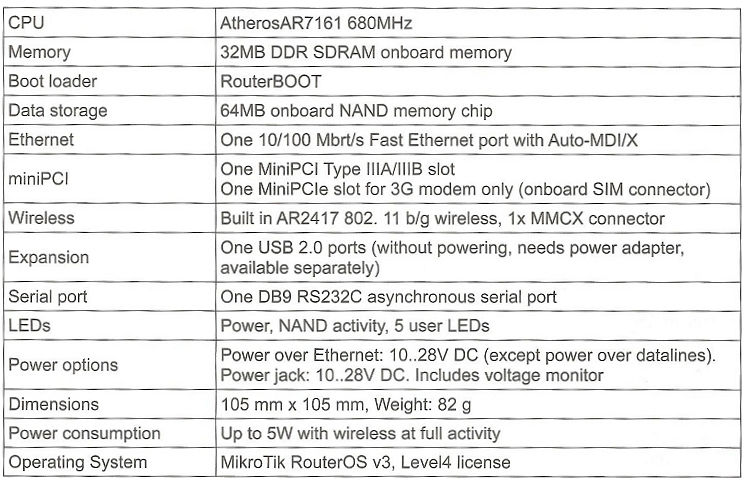 CPU AtherosAR7161 680MHz
Memory 32MB DDR SDRAM onboard memory
Boot loader RouterBOOT
Data storage 64MB onboard NAND memory chip
Ethernet One 10/100 Mbrt/s Fast Ethernet port with Auto-MDI/X
miniPCI One MiniPCI Type IIIA/IIIB slot
One MiniPCIe slot for 3G modem only (onboard SIM connector)
Wireless Built in AR2417 802. 11 b/g wireless, 1x MMCX connector
Expansion One USB 2.0 ports (without powering, needs power adapter,
available separately)
Serial port One DB9 RS232C asynchronous serial port
LEDs Power, NAND activity, 5 user LEDs
Power options Power over Ethernet: 10..28V DC (except power over datalines).
Power jack: 10..28V DC. Includes voltage monitor
Dimensions 105 mm x 105 mm, Weight: 82 g
Power consumption Up to 5W with wireless at full activity
Operating System MikroTik RouterOS v3, Level4 license